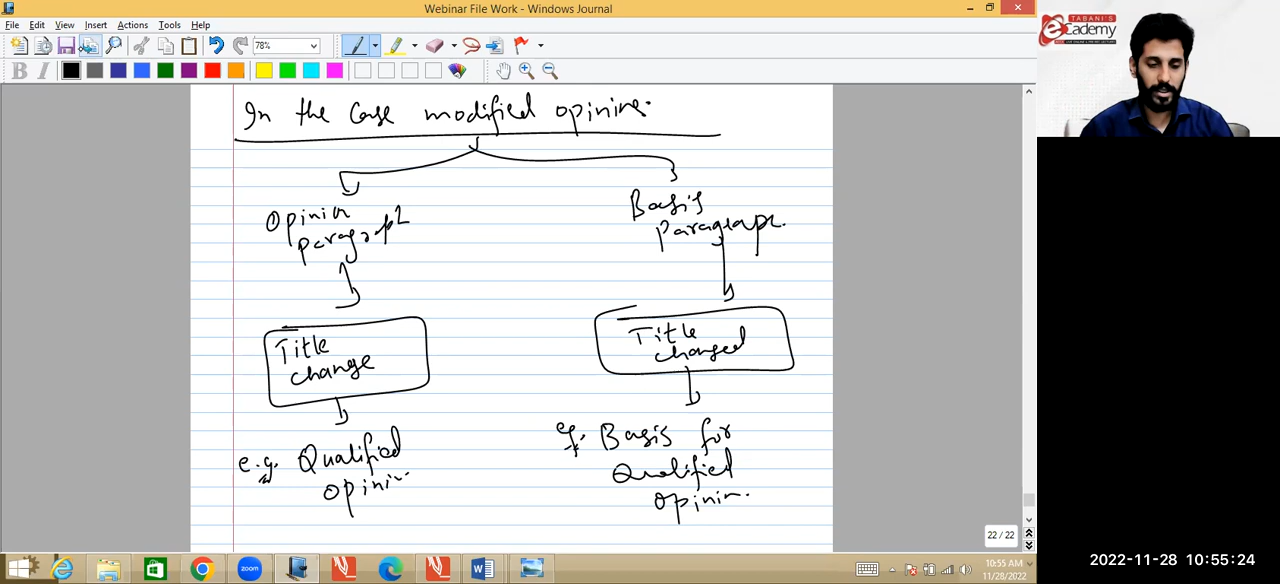 Webinar File Work - Windows Journal
File Edit View Insert Actions Tools Help
78%
TABANI'S
eCademy
In the Case modified opinion.
Opinion
paragraph
Basis
Paragraph.
Title
change
Title
changed
e.g. Qualified
opinion
eg. Basis for
Qualified
Opinion.
22 / 22
zoom
10:55 AM
11/28/2022
2022-11-28 10:55:24